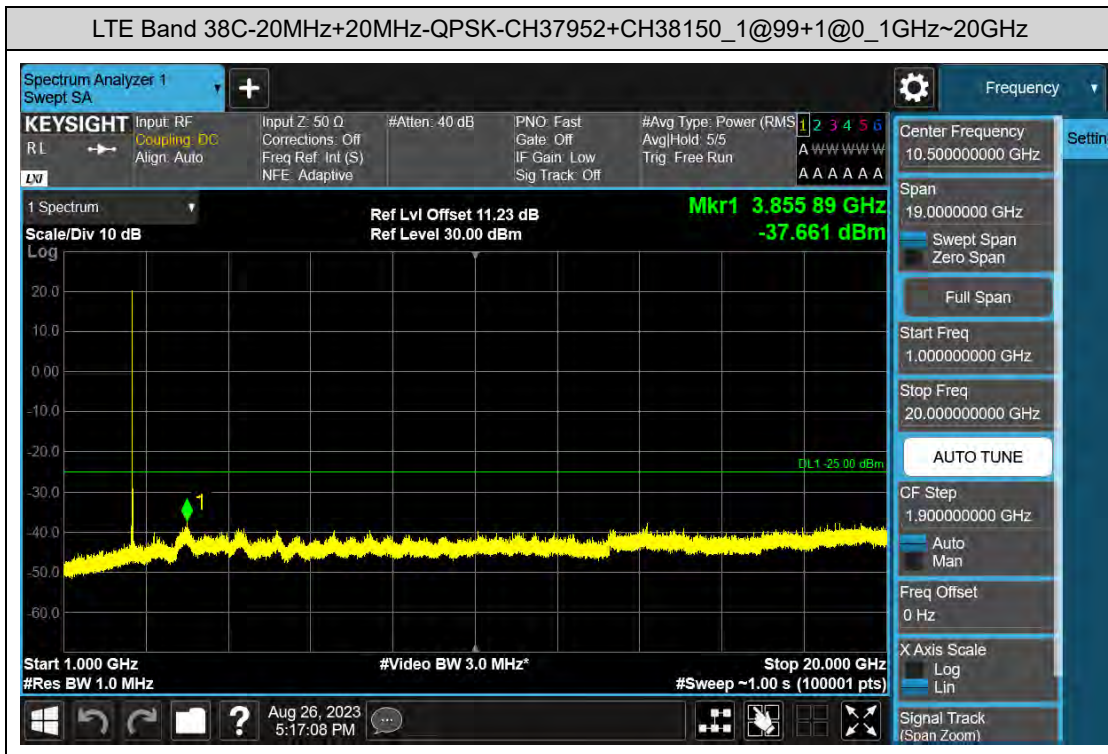 LTE Band 38C-20MHz+20MHz-QPSK-CH37952+CH38150_1@99+1@0_1GHz~20GHz
Spectrum Analyzer 1
Swept SA
+
Frequency
KEYSIGHT
RL
LXI
Input: RF
Coupling: DC
Align: Auto
Input Z: 50 Ω
Corrections: Off
Freq Ref: Int (S)
NFE: Adaptive
#Atten: 40 dB
PNO: Fast
Gate: Off
IF Gain: Low
Sig Track: Off
#Avg Type: Power (RMS
Avg|Hold: 5/5
Trig: Free Run
1 2 3 4 5 6
A W W W W W
A A A A A A
1 Spectrum
Scale/Div 10 dB
Log
Ref Lvl Offset 11.23 dB
Ref Level 30.00 dBm
Mkr1 3.855 89 GHz
-37.661 dBm
20.0
10.0
0.00
-10.0
-20.0
-30.0
-40.0
-50.0
-60.0
DL1 -25.00 dBm
1
Start 1.000 GHz
#Res BW 1.0 MHz
#Video BW 3.0 MHz*
Stop 20.000 GHz
#Sweep ~1.00 s (100001 pts)
Center Frequency
10.500000000 GHz
Settin
Span
19.0000000 GHz
Swept Span
Zero Span
Full Span
Start Freq
1.000000000 GHz
Stop Freq
20.000000000 GHz
AUTO TUNE
CF Step
1.900000000 GHz
Auto
Man
Freq Offset
0 Hz
X Axis Scale
Log
Lin
Signal Track
(Span Zoom)
?
Aug 26, 2023
5:17:08 PM